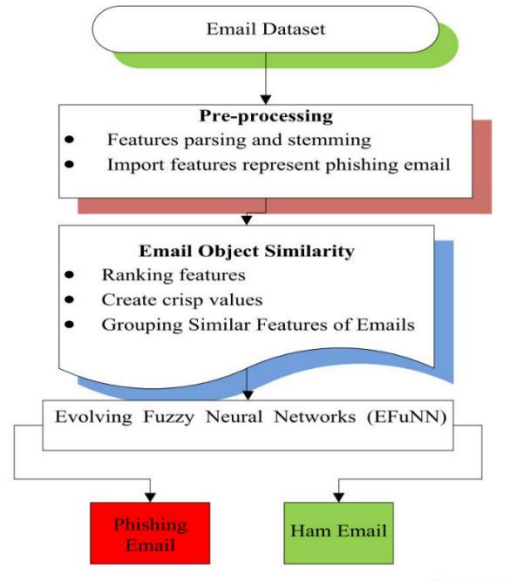 Email Dataset
Pre-processing
● Features parsing and stemming
● Import features represent phishing email
Email Object Similarity
● Ranking features
● Create crisp values
● Grouping Similar Features of Emails
Evolving Fuzzy Neural Networks (EFuNN)
Phishing
Email
Ham Email